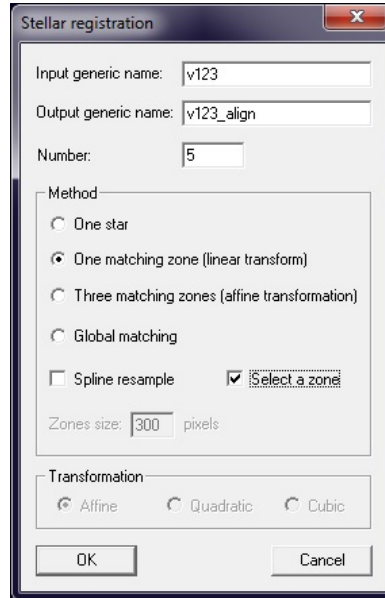 Stellar registration
Input generic name: v123
Output generic name: v123_align
Number: 5
Method
One star
One matching zone (linear transform)
Three matching zones (affine transformation)
Global matching
Spline resample Select a zone
Zones size: 300 pixels
Transformation
Affine Quadratic Cubic
OK Cancel